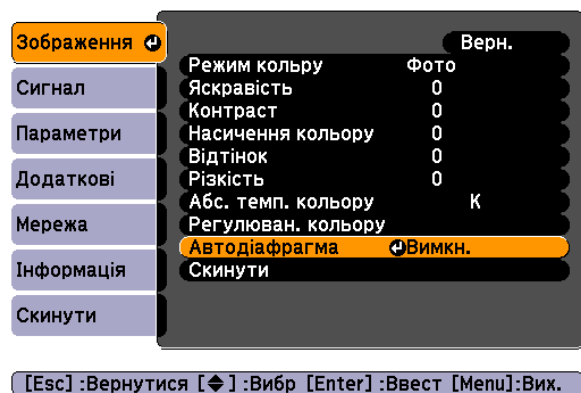 Зображення
Сигнал
Параметри
Додаткові
Мережа
Інформація
Скинути
Верн.
Режим кольру Фото
Яскравість 0
Контраст 0
Насичення кольору 0
Відтінок 0
Різкість 0
Абс. темп. кольору К
Регулюван. кольору
Автодіафрагма Вимкн.
Скинути
[Esc] :Вернутися [ ] :Вибр [Enter] :Ввест [Menu]:Вих.